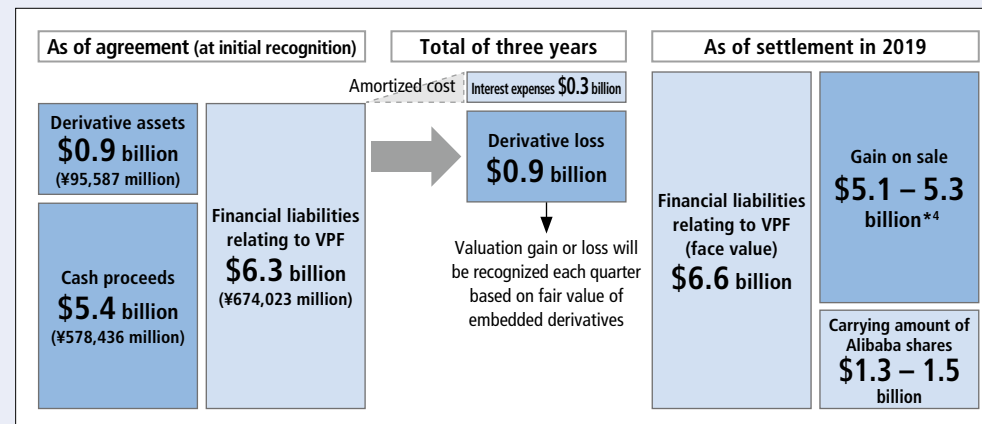 As of agreement (at initial recognition)
Total of three years
As of settlement in 2019
Derivative assets
$0.9 billion
(¥95,587 million)
Cash proceeds
$5.4 billion
(¥578,436 million)
Financial liabilities
relating to VPF
$6.3 billion
(¥674,023 million)
Amortized cost
Interest expenses $0.3 billion
Derivative loss
$0.9 billion
Valuation gain or loss will
be recognized each quarter
based on fair value of
embedded derivatives
Financial liabilities
relating to VPF
(face value)
$6.6 billion
Gain on sale
$5.1 – 5.3
billion*4
Carrying amount of
Alibaba shares
$1.3 – 1.5
billion